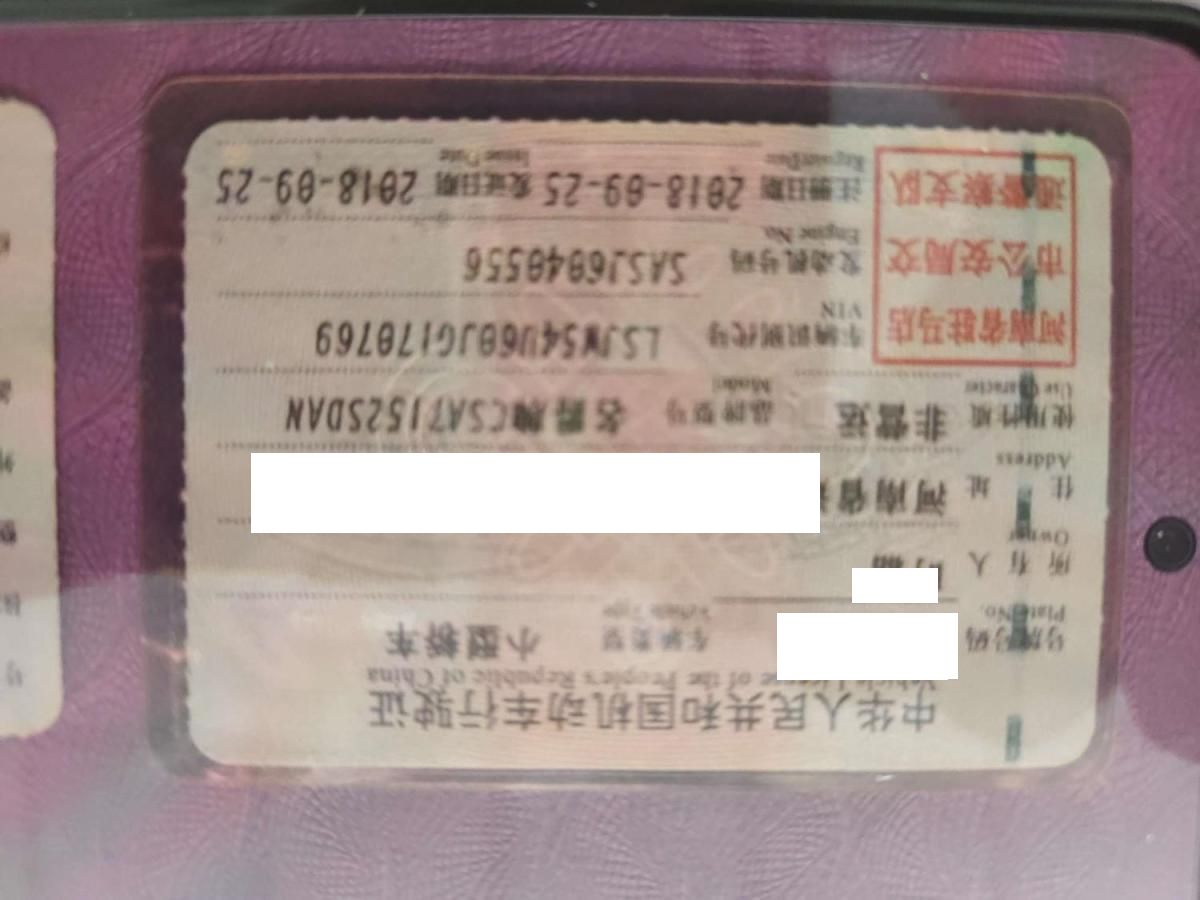 中华人民共和国机动车行驶证
Vehicle License of the People's Republic of China
号牌号码 车辆类型 小型轿车
Plate No. Vehicle Type
所有人
Owner
住址 河南省
Address
使用性质 非营运 品牌型号 名爵牌CSA7152SDAN
Use Character Model
河南省驻马店
市公安局交
通警察支队
车辆识别代号 LSJW54U60JG170769
VIN
发动机号码 SASJ6040556
Engine No.
注册日期 2018-09-25 发证日期 2018-09-25
Register Date Issue Date